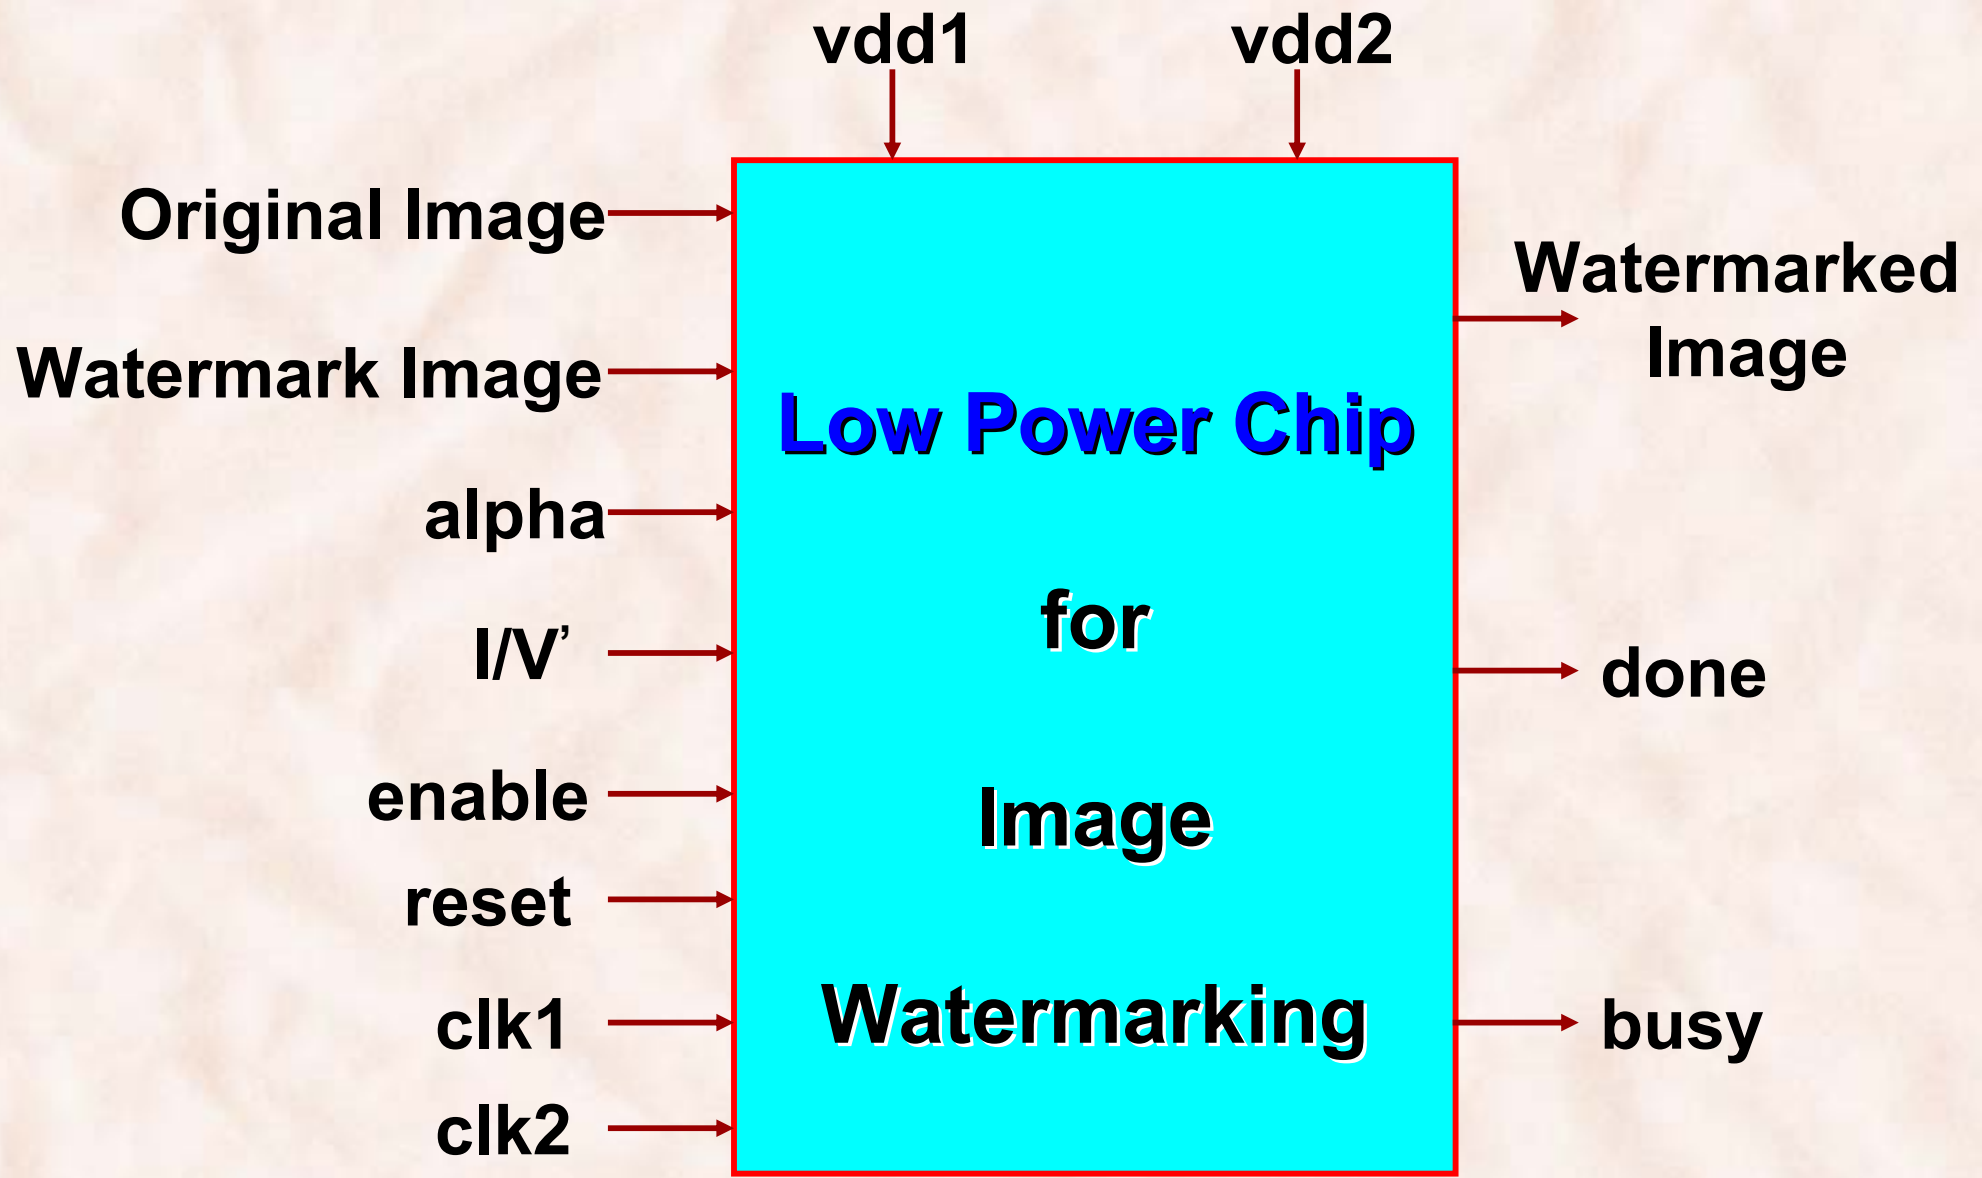 vdd1
vdd2
Original Image
Watermark Image
alpha
I/V’
enable
reset
clk1
clk2
Low Power Chip
for
Image
Watermarking
Watermarked
Image
done
busy